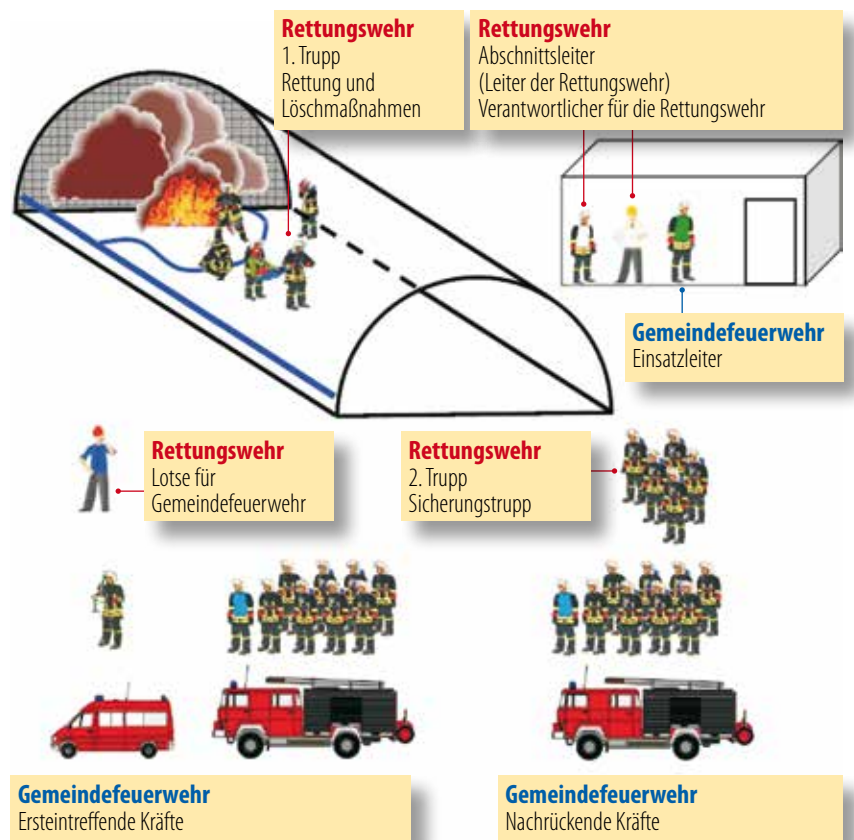 Rettungswehr
1. Trupp
Rettung und
Löschmaßnahmen
Rettungswehr
Abschnittsleiter
(Leiter der Rettungswehr)
Verantwortlicher für die Rettungswehr
Gemeindefeuerwehr
Einsatzleiter
Rettungswehr
Lotse für
Gemeindefeuerwehr
Rettungswehr
2. Trupp
Sicherungstrupp
Gemeindefeuerwehr
Ersteintreffende Kräfte
Gemeindefeuerwehr
Nachrückende Kräfte